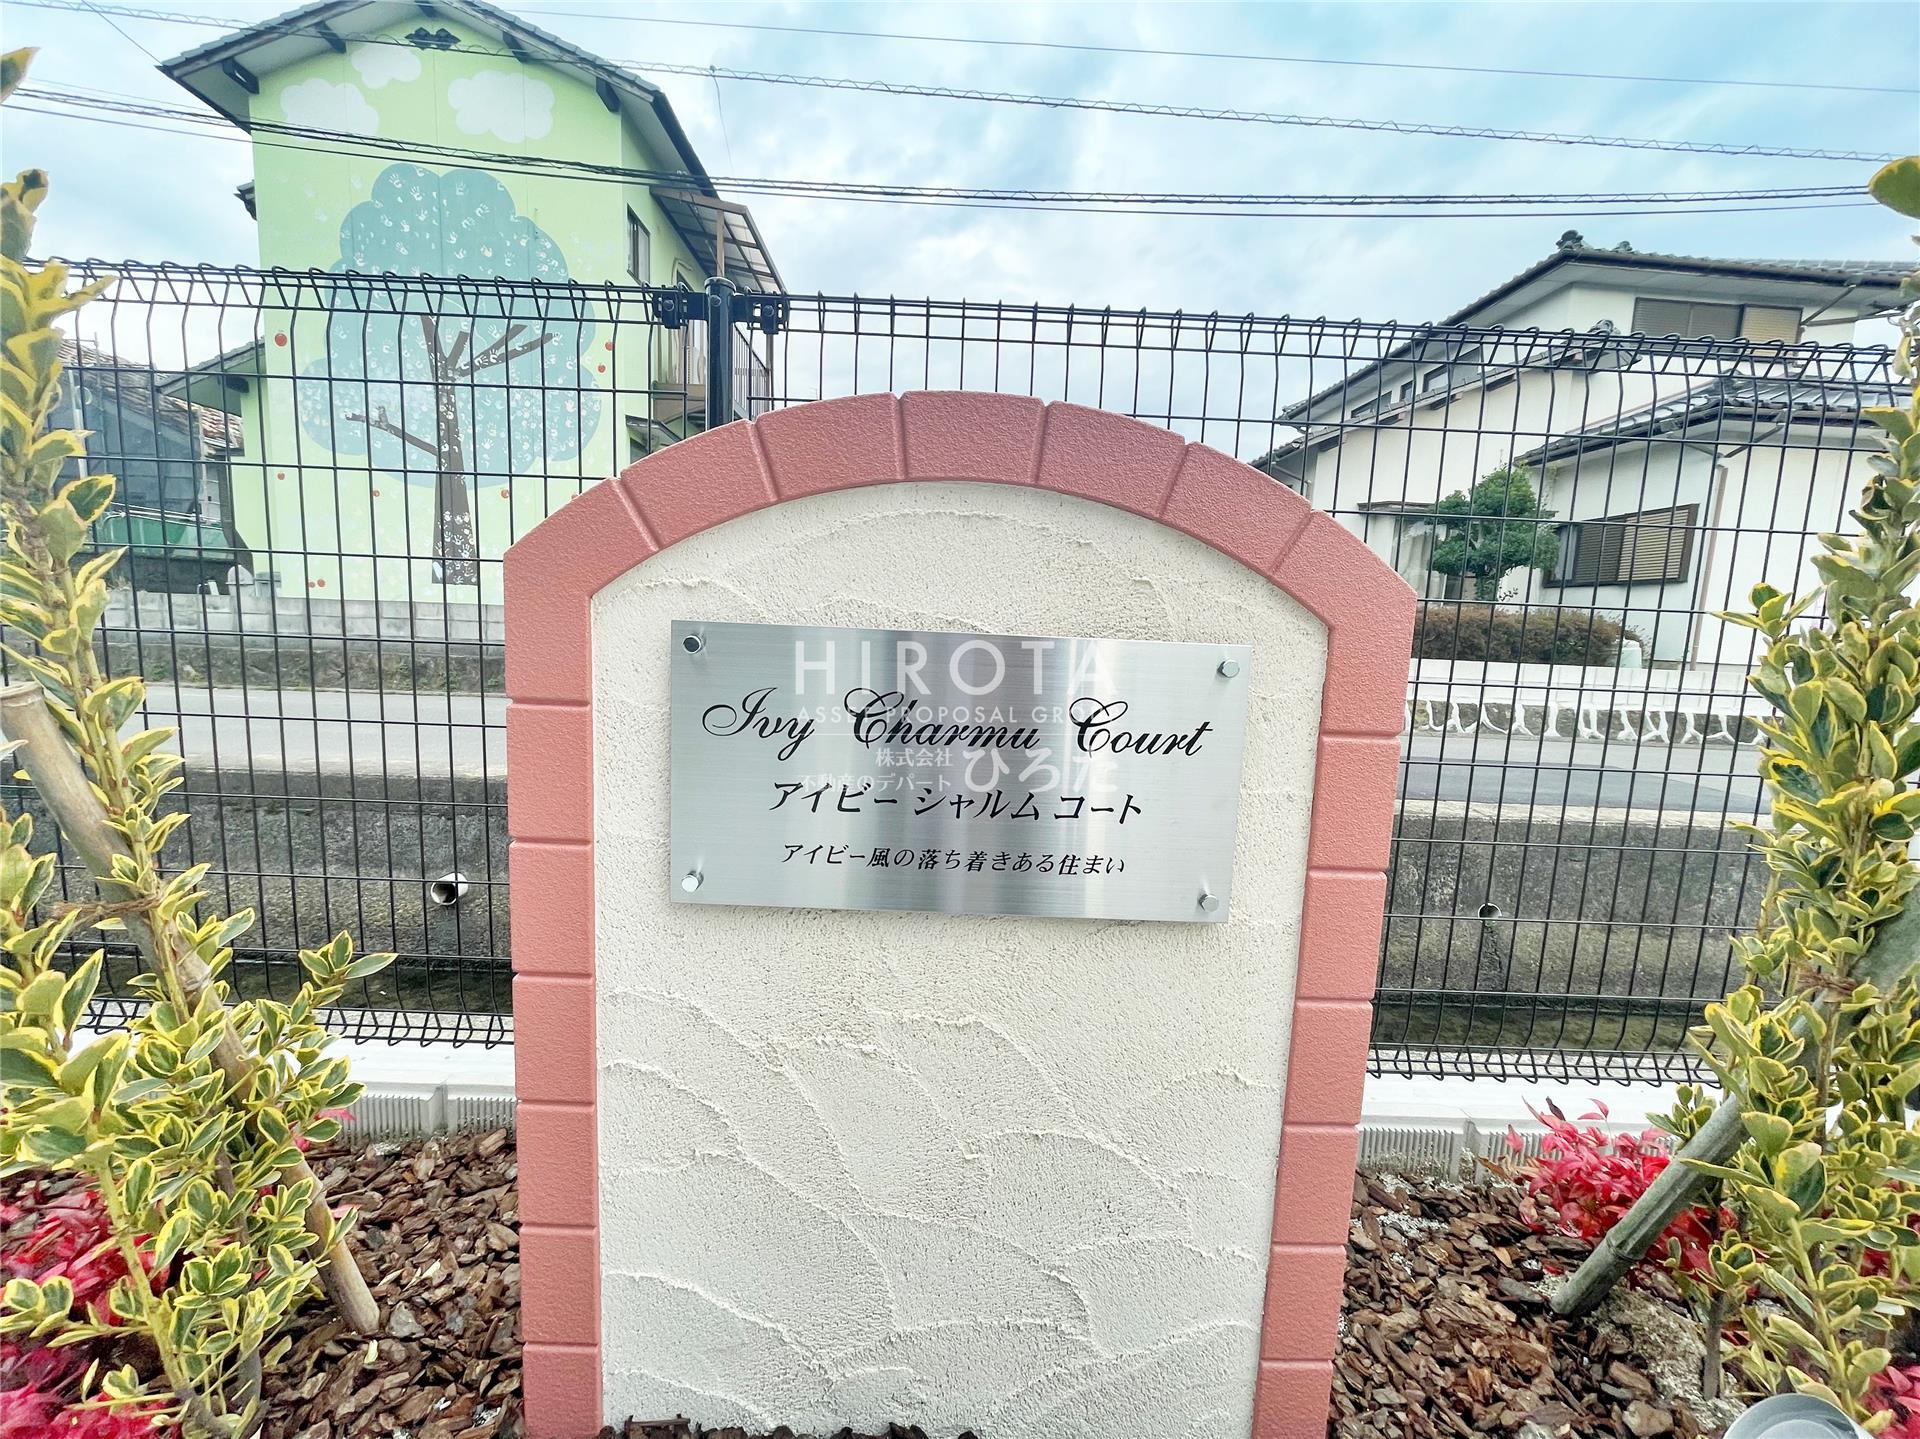 HIROTA
ASSET PROPOSAL GROUP
Ivy Charmu Court
株式会社 ひろた
不動産のデパート
アイビー シャルム コート
アイビー風の落ち着きある住まい